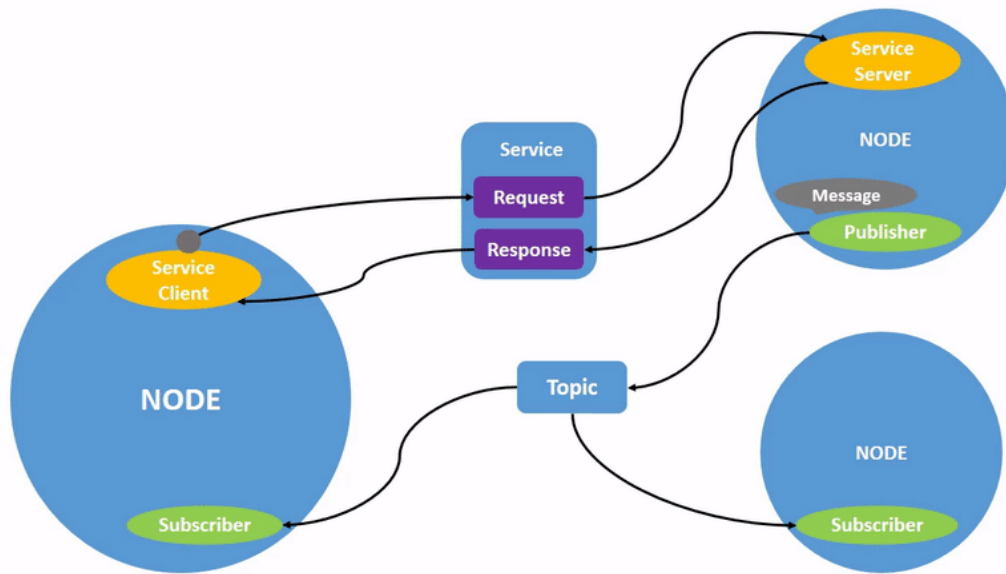 Service
Server
NODE
Message
Publisher
Service
Request
Response
Service
Client
NODE
Subscriber
Topic
NODE
Subscriber